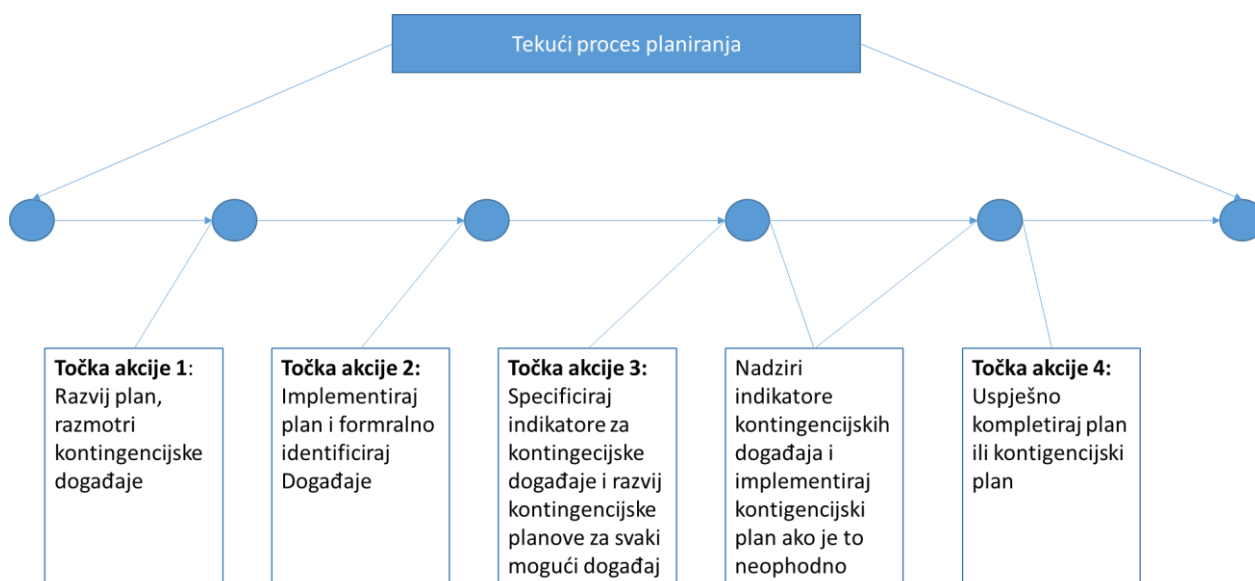 Tekući proces planiranja
Točka akcije 1:
Razvij plan,
razmotri
kontingencijske
događaje
Točka akcije 2:
Implementiraj
plan i formralno
identificiraj
Događaje
Točka akcije 3:
Specificiraj
indikatore za
kontingecijske
događaje i razvij
kontingencijske
planove za svaki
mogući događaj
Nadziri
indikatore
kontingencijskih
događaja i
implementiraj
kontigencijski
plan ako je to
neophodno
Točka akcije 4:
Uspješno
kompletiraj plan
ili kontigencijski
plan